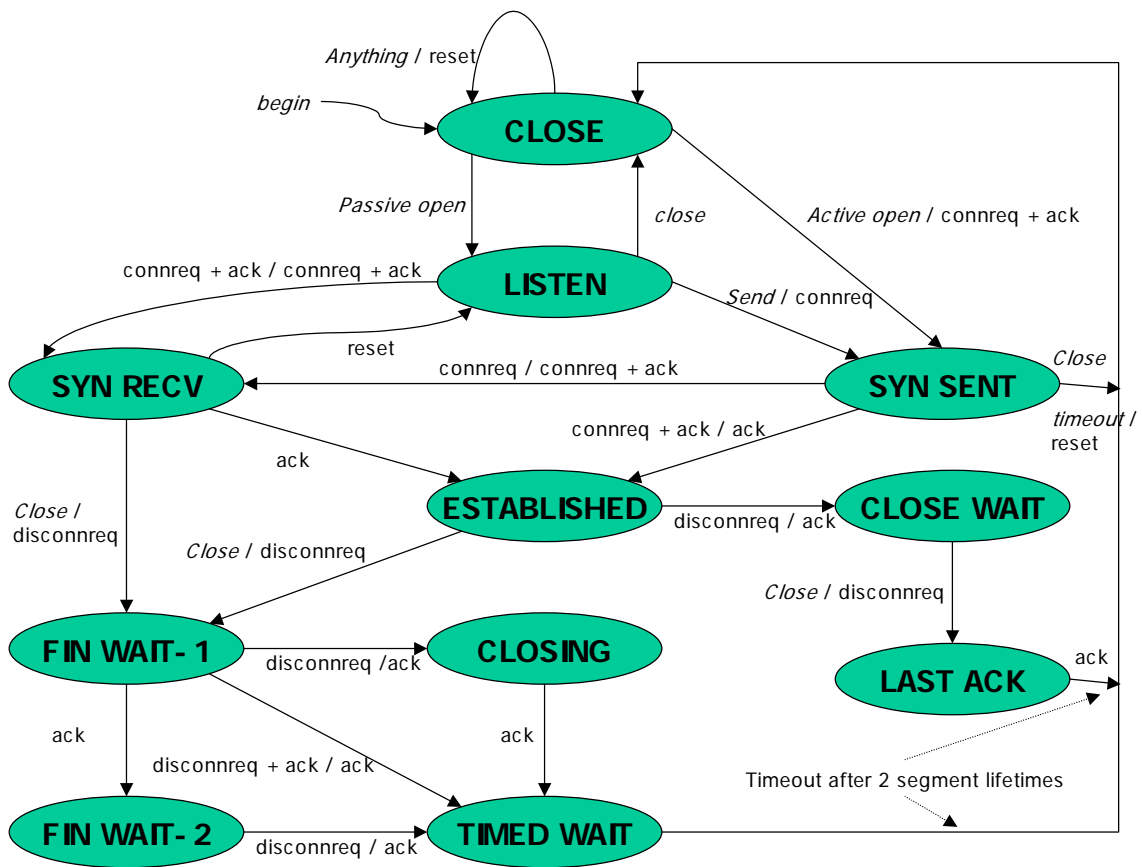 Anything / reset
begin
CLOSE
Passive open
close
Active open / connreq + ack
connreq + ack / connreq + ack
LISTEN
Send / connreq
reset
SYN RECV
connreq / connreq + ack
SYN SENT
Close
timeout /
reset
connreq + ack / ack
ack
ESTABLISHED
disconnreq / ack
CLOSE WAIT
Close /
disconnreq
Close / disconnreq
Close / disconnreq
FIN WAIT- 1
disconnreq /ack
CLOSING
LAST ACK
ack
ack
ack
disconnreq + ack / ack
Timeout after 2 segment lifetimes
FIN WAIT- 2
disconnreq / ack
TIMED WAIT